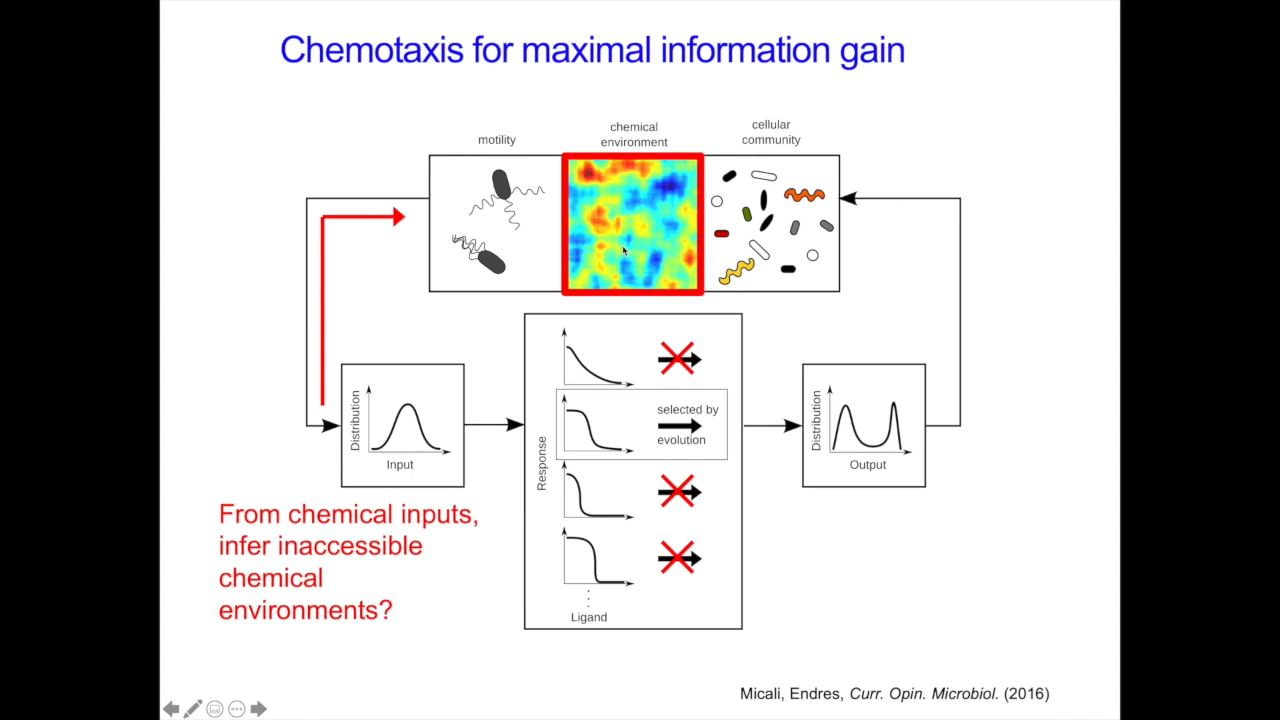 Chemotaxis for maximal information gain
motility
chemical
environment
cellular
community
Distribution
Input
Response
selected by
evolution
Ligand
Distribution
Output
From chemical inputs,
infer inaccessible
chemical
environments?
Micali, Endres, Curr. Opin. Microbiol. (2016)